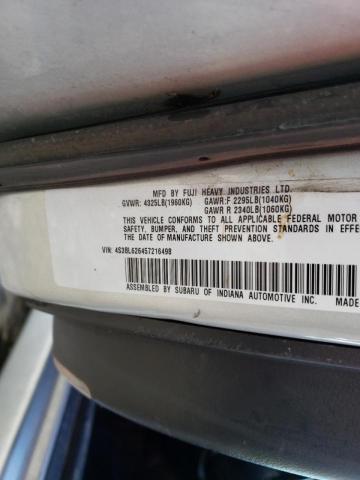 MFD BY FUJI HEAVY INDUSTRIES LTD.
GVWR: 4325LB(1960KG) GAWR:F 2295LB(1040KG)
GAWR R 2340LB(1060KG)
THIS VEHICLE CONFORMS TO ALL APPLICABLE FEDERAL MOTOR
SAFETY, BUMPER, AND THEFT PREVENTION STANDARDS IN EFFE
THE DATE OF MANUFACTURE SHOWN ABOVE.
VIN: 4S3BL626457216498
ASSEMBLED BY SUBARU OF INDIANA AUTOMOTIVE INC. MADE